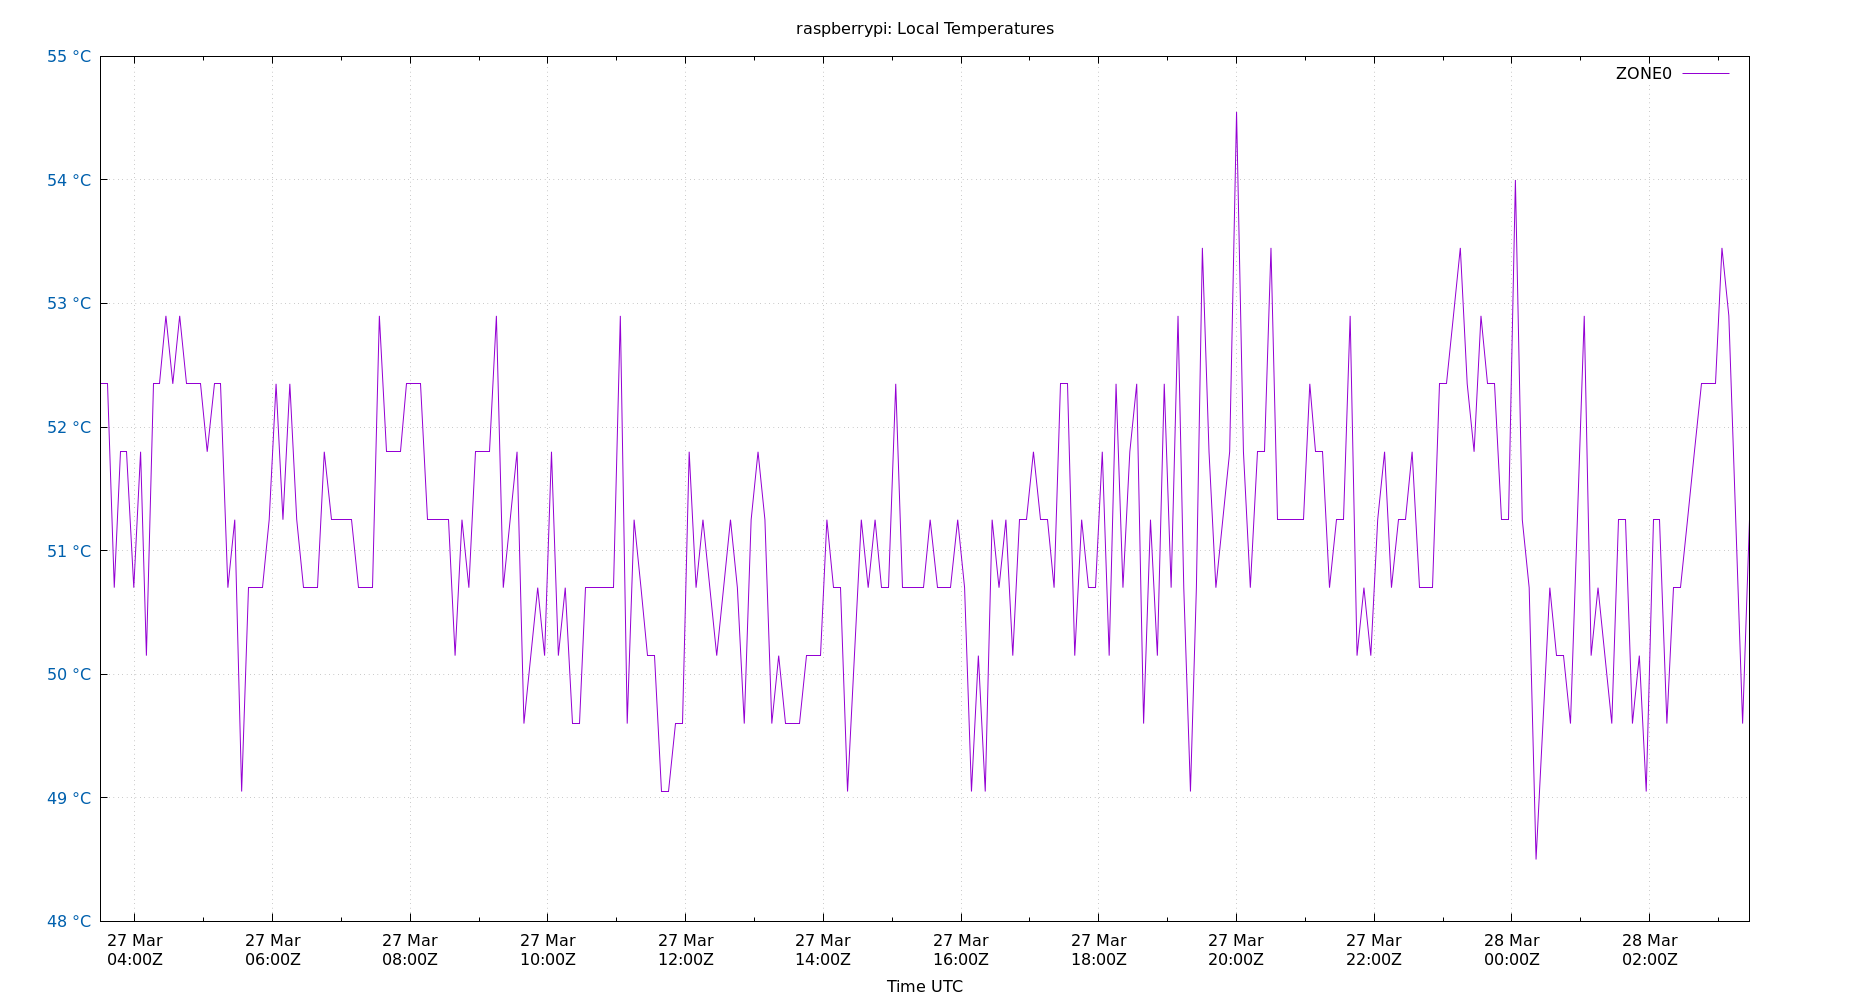 raspberrypi: Local Temperatures
55 °C
ZONE0
54 °C
53 °C
52 °C
51 °C
50 °C
49 °C
48 °C
27 Mar 27 Mar 27 Mar 27 Mar 27 Mar 27 Mar 27 Mar 27 Mar 27 Mar 27 Mar 28 Mar 28 Mar
04:00Z 06:00Z 08:00Z 10:00Z 12:00Z 14:00Z 16:00Z 18:00Z 20:00Z 22:00Z 00:00Z 02:00Z
Time UTC